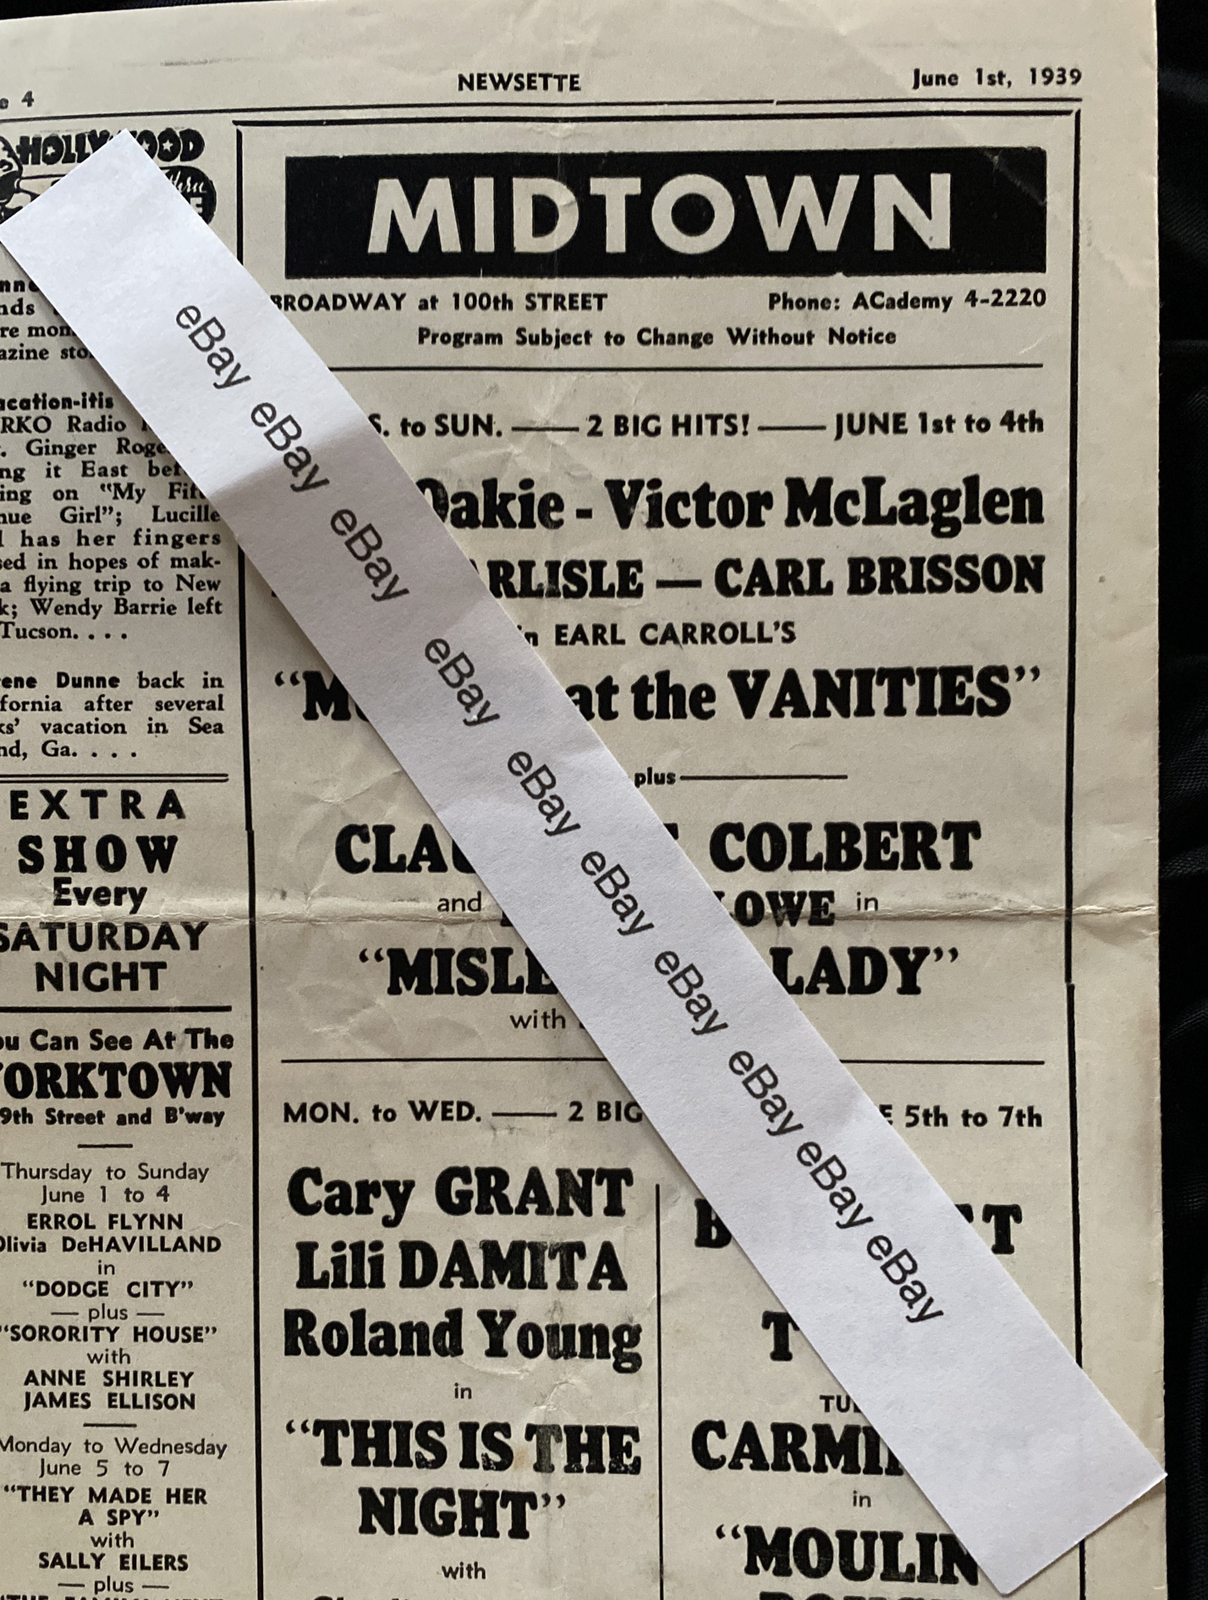 e 4
NEWSETTE
June 1st, 1939
HOLLYWOOD
thru
nds
re mon
azine sto
acation-itis
RKO Radio
. Ginger Roge
ng it East bef
ing on "My Fif
nue Girl"; Lucille
l has her fingers
sed in hopes of mak-
a flying trip to New
k; Wendy Barrie left
Tucson. . . .
ene Dunne back in
fornia after several
ks' vacation in Sea
nd, Ga. . . .
EXTRA
SHOW
Every
SATURDAY
NIGHT
ou Can See At The
YORKTOWN
9th Street and B'way
Thursday to Sunday
June 1 to 4
ERROL FLYNN
Olivia DeHAVILLAND
in
"DODGE CITY"
— plus —
"SORORITY HOUSE"
with
ANNE SHIRLEY
JAMES ELLISON
Monday to Wednesday
June 5 to 7
"THEY MADE HER
A SPY"
with
SALLY EILERS
— plus —
MIDTOWN
BROADWAY at 100th STREET Phone: ACademy 4-2220
Program Subject to Change Without Notice
S. to SUN. — 2 BIG HITS! — JUNE 1st to 4th
Oakie - Victor McLaglen
RLISLE — CARL BRISSON
in EARL CARROLL'S
"M at the VANITIES"
plus
CLAU COLBERT
and LOWE in
"MISLE LADY"
with
MON. to WED. — 2 BIG E 5th to 7th
Cary GRANT
Lili DAMITA
Roland Young
in
"THIS IS THE
NIGHT"
with
B T
T
TU
CARMI
in
"MOULIN
eBay eBay eBay eBay eBay eBay eBay eBay eBay eBay